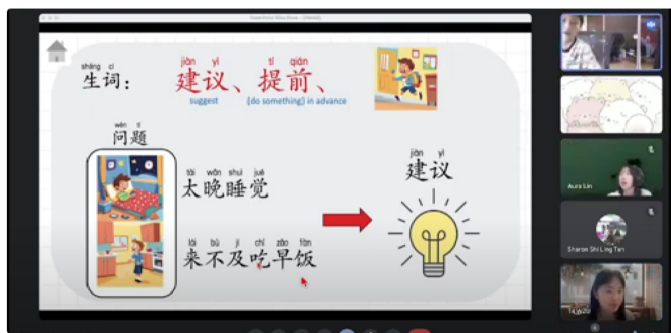 shēng cí
生词：
jiàn yì
建议、
tí qián
提前、
suggest
(do something) in advance
wèn tí
问题
tài wǎn shuì jué
太晚睡觉
lái bù jí chī zǎo fàn
来不及吃早饭
jiàn yì
建议
Aura Lin
Sharon Shi Ling Tan